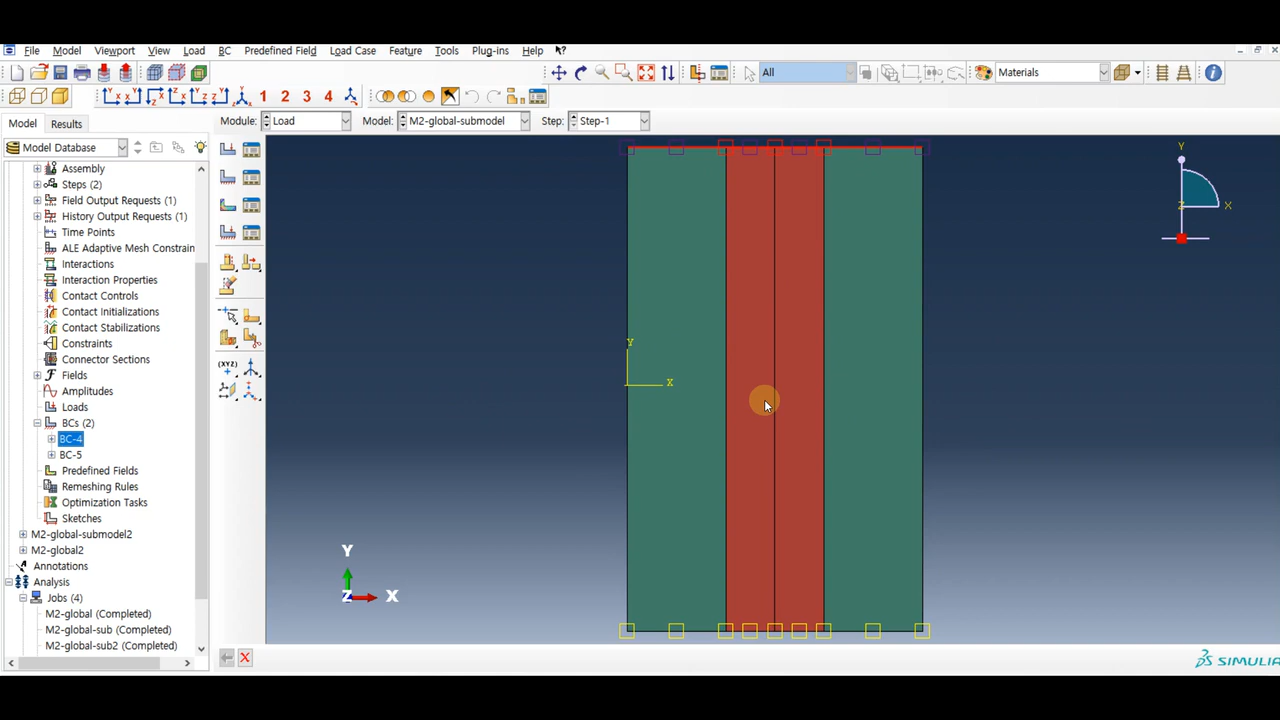 File Model Viewport View Load BC Predefined Field Load Case Feature Tools Plug-ins Help
All
Materials
1 2 3 4
Model Results
Module: Load Model: M2-global-submodel Step: Step-1
Model Database
Assembly
Steps (2)
Field Output Requests (1)
History Output Requests (1)
Time Points
ALE Adaptive Mesh Constrain
Interactions
Interaction Properties
Contact Controls
Contact Initializations
Contact Stabilizations
Constraints
Connector Sections
Fields
Amplitudes
Loads
BCs (2)
BC-4
BC-5
Predefined Fields
Remeshing Rules
Optimization Tasks
Sketches
M2-global-submodel2
M2-global2
Annotations
Analysis
Jobs (4)
M2-global (Completed)
M2-global-sub (Completed)
M2-global-sub2 (Completed)
(XYZ)
Y
X
Y
X
Z
Y
Z
X
SIMULIA